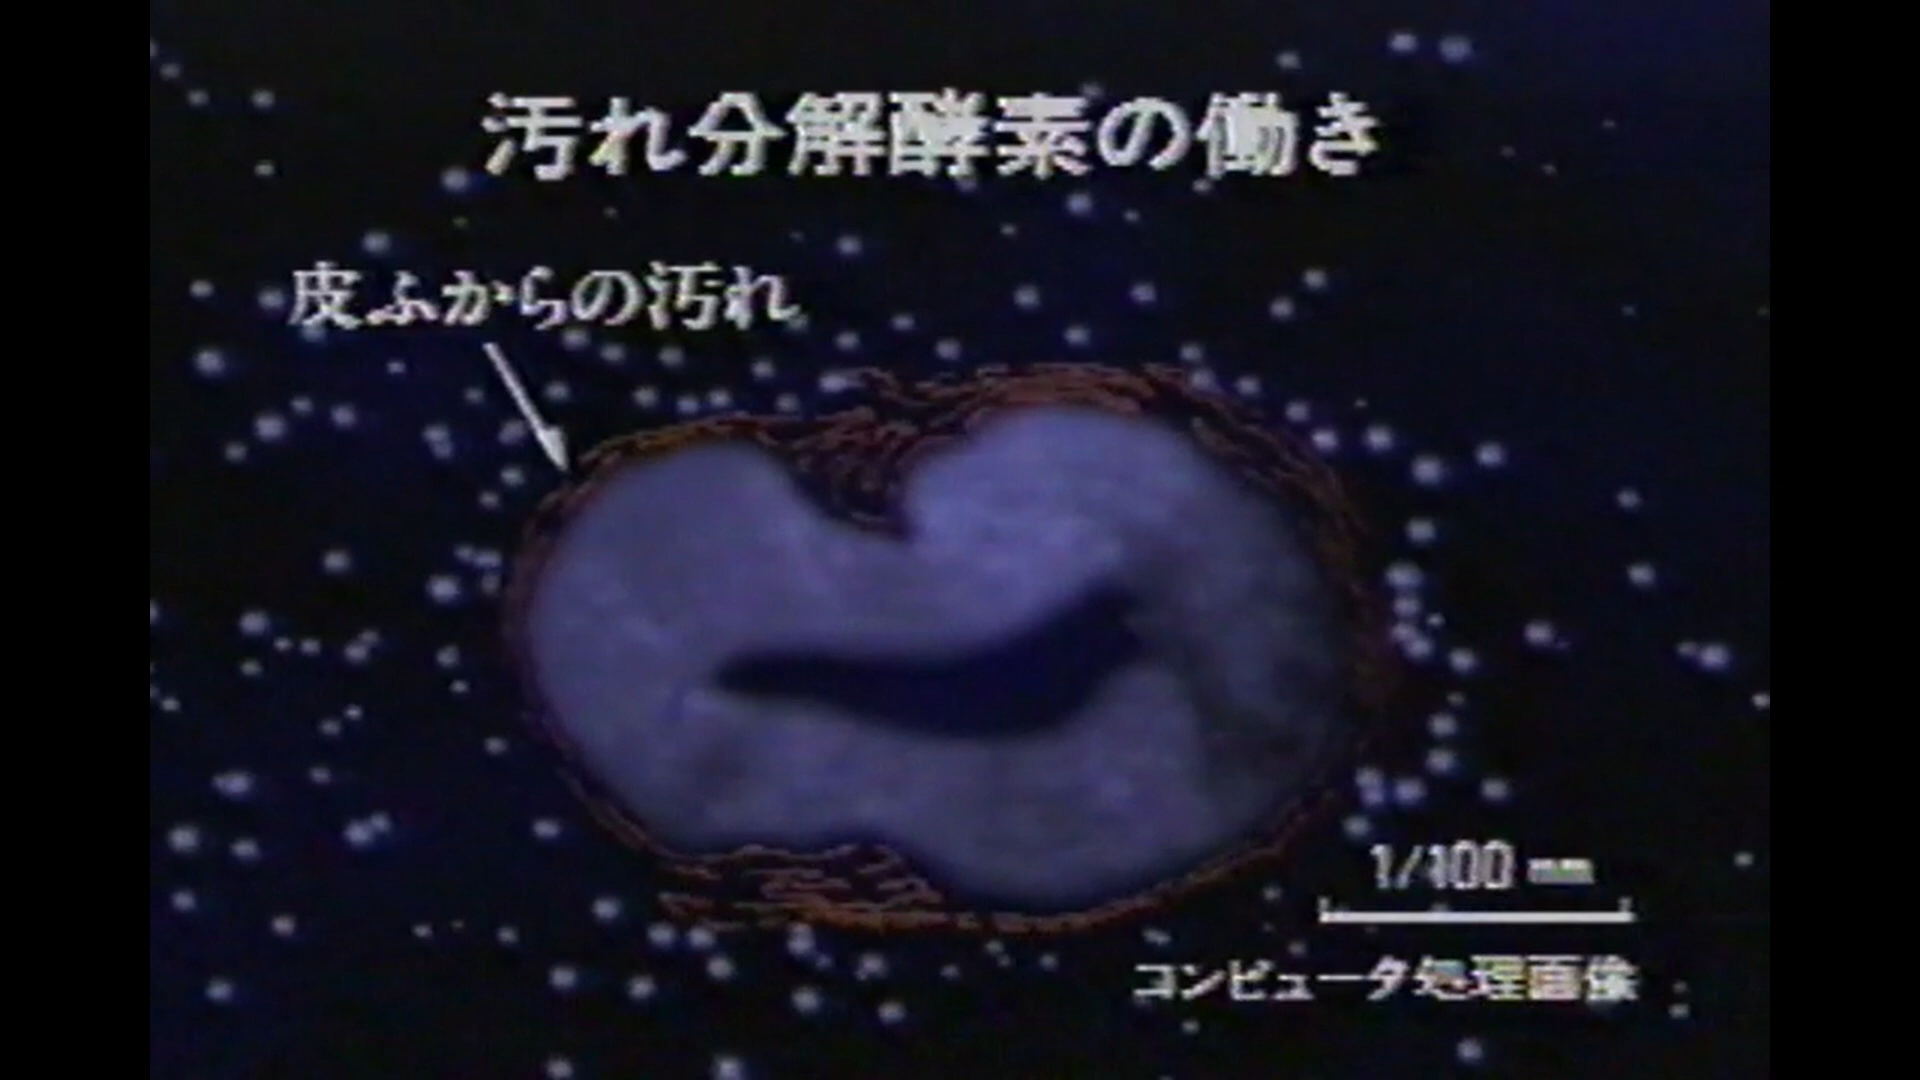 汚れ分解酵素の働き
皮ふからの汚れ
1/400 mm
コンピュータ処理画像